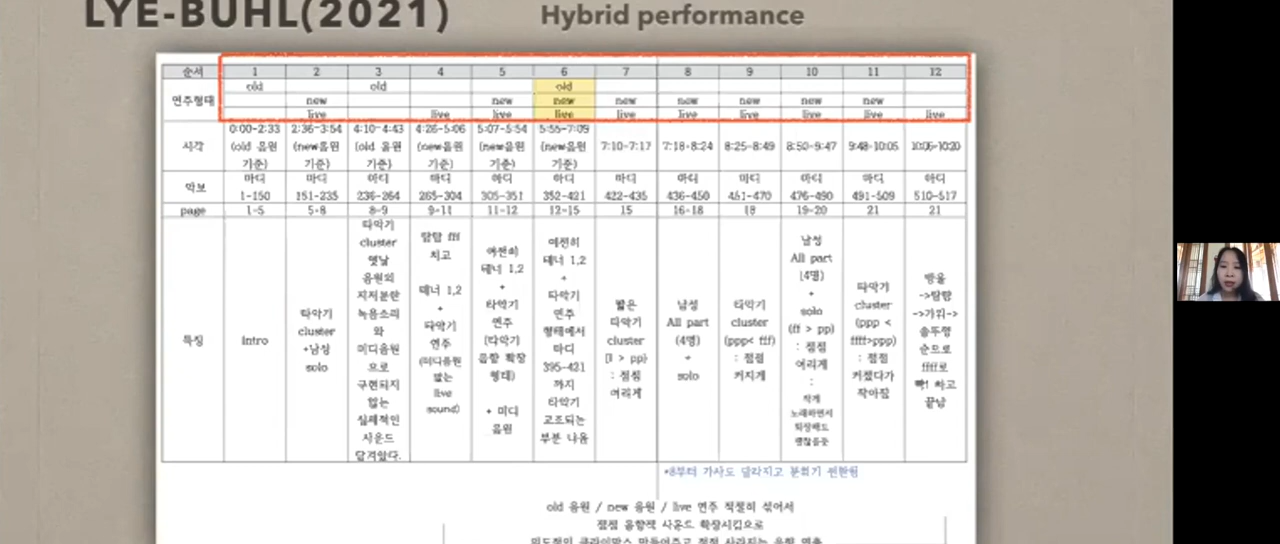 LYE-BUHL(2021)
Hybrid performance
순서 1 2 3 4 5 6 7 8 9 10 11 12
연주형태
old old old
new new new new new new new new
live live live live live live live live live live
시각
0:00-2:33 (old 음원 기준)
2:36-3:54 (new음원 기준)
4:10-4:43 (old 음원 기준)
4:26-5:06 (new음원 기준)
5:07-5:54 (new음원 기준)
5:55-7:09 (new음원 기준)
7:10-7:17
7:18-8:24
8:25-8:49
8:50-9:47
9:48-10:05
10:06-10:20
악보
마디 1-150
마디 151-235
마디 236-264
마디 265-304
마디 305-351
마디 352-421
마디 422-435
마디 436-450
마디 451-470
마디 476-490
마디 491-509
마디 510-517
page 1-5 5-8 8-9 9-11 11-12 12-15 15 16-18 18 19-20 21 21
특징
Intro
타악기
cluster
+남성
solo
타악기
cluster
옛날
음원의
지저분한
녹음소리
와
미디음원
으로
구현되지
않는
실제적인
사운드
담겨있다.
탐탐 fff
치고
테너 1,2
+
타악기
연주
(미디음원
없는
live
sound)
여전히
테너 1,2
+
타악기
연주
(타악기
음향 확장
형태)
+ 미디
음원
여전히
테너 1,2
+
타악기
연주
형태에서
마디
395-421
까지
타악기
고조되는
부분 나옴
짧은
타악기
cluster
(f > pp)
: 점점
여리게
남성
All part
(4명)
+
solo
타악기
cluster
(ppp< fff)
: 점점
커지게
남성
All part
(4명)
+
solo
(ff > pp)
: 점점
여리게
:
작게
노래하면서
퇴장해도
괜찮을듯
타악기
cluster
(ppp <
ffff>ppp)
: 점점
커졌다가
작아짐
방울
->탐탐
->가위->
순으로
ffff로
빡! 하고
끝남
*8부터 가사도 달라지고 분위기 전환됨
old 음원 / new 음원 / live 연주 적절히 섞어서
점점 음향적 사운드 확장시킴으로